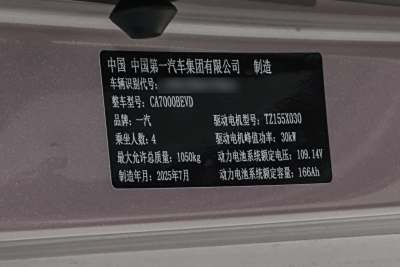 中国 中国第一汽车集团有限公司 制造
车辆识别代号：
整车型号：CA7000BEVD
品牌：一汽 驱动电机型号：TZ155X030
乘坐人数：4 驱动电机峰值功率：30kW
最大允许总质量：1050kg 动力电池系统额定电压：109.14V
制造年月：2025年7月 动力电池系统额定容量：166Ah